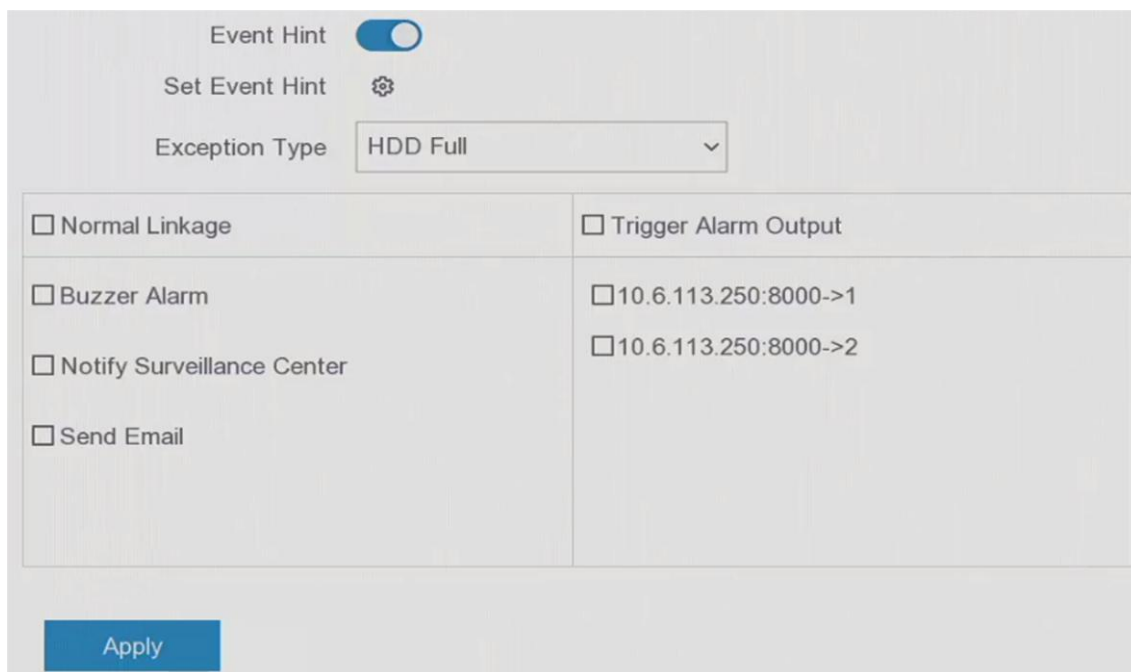 Event Hint
Set Event Hint
Exception Type HDD Full
Normal Linkage
Trigger Alarm Output
Buzzer Alarm
10.6.113.250:8000->1
10.6.113.250:8000->2
Notify Surveillance Center
Send Email
Apply